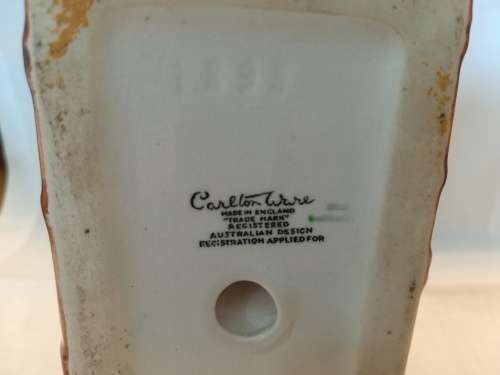 Carlton Ware
MADE IN ENGLAND
"TRADE MARK"
REGISTERED
AUSTRALIAN DESIGN
REGISTRATION APPLIED FOR